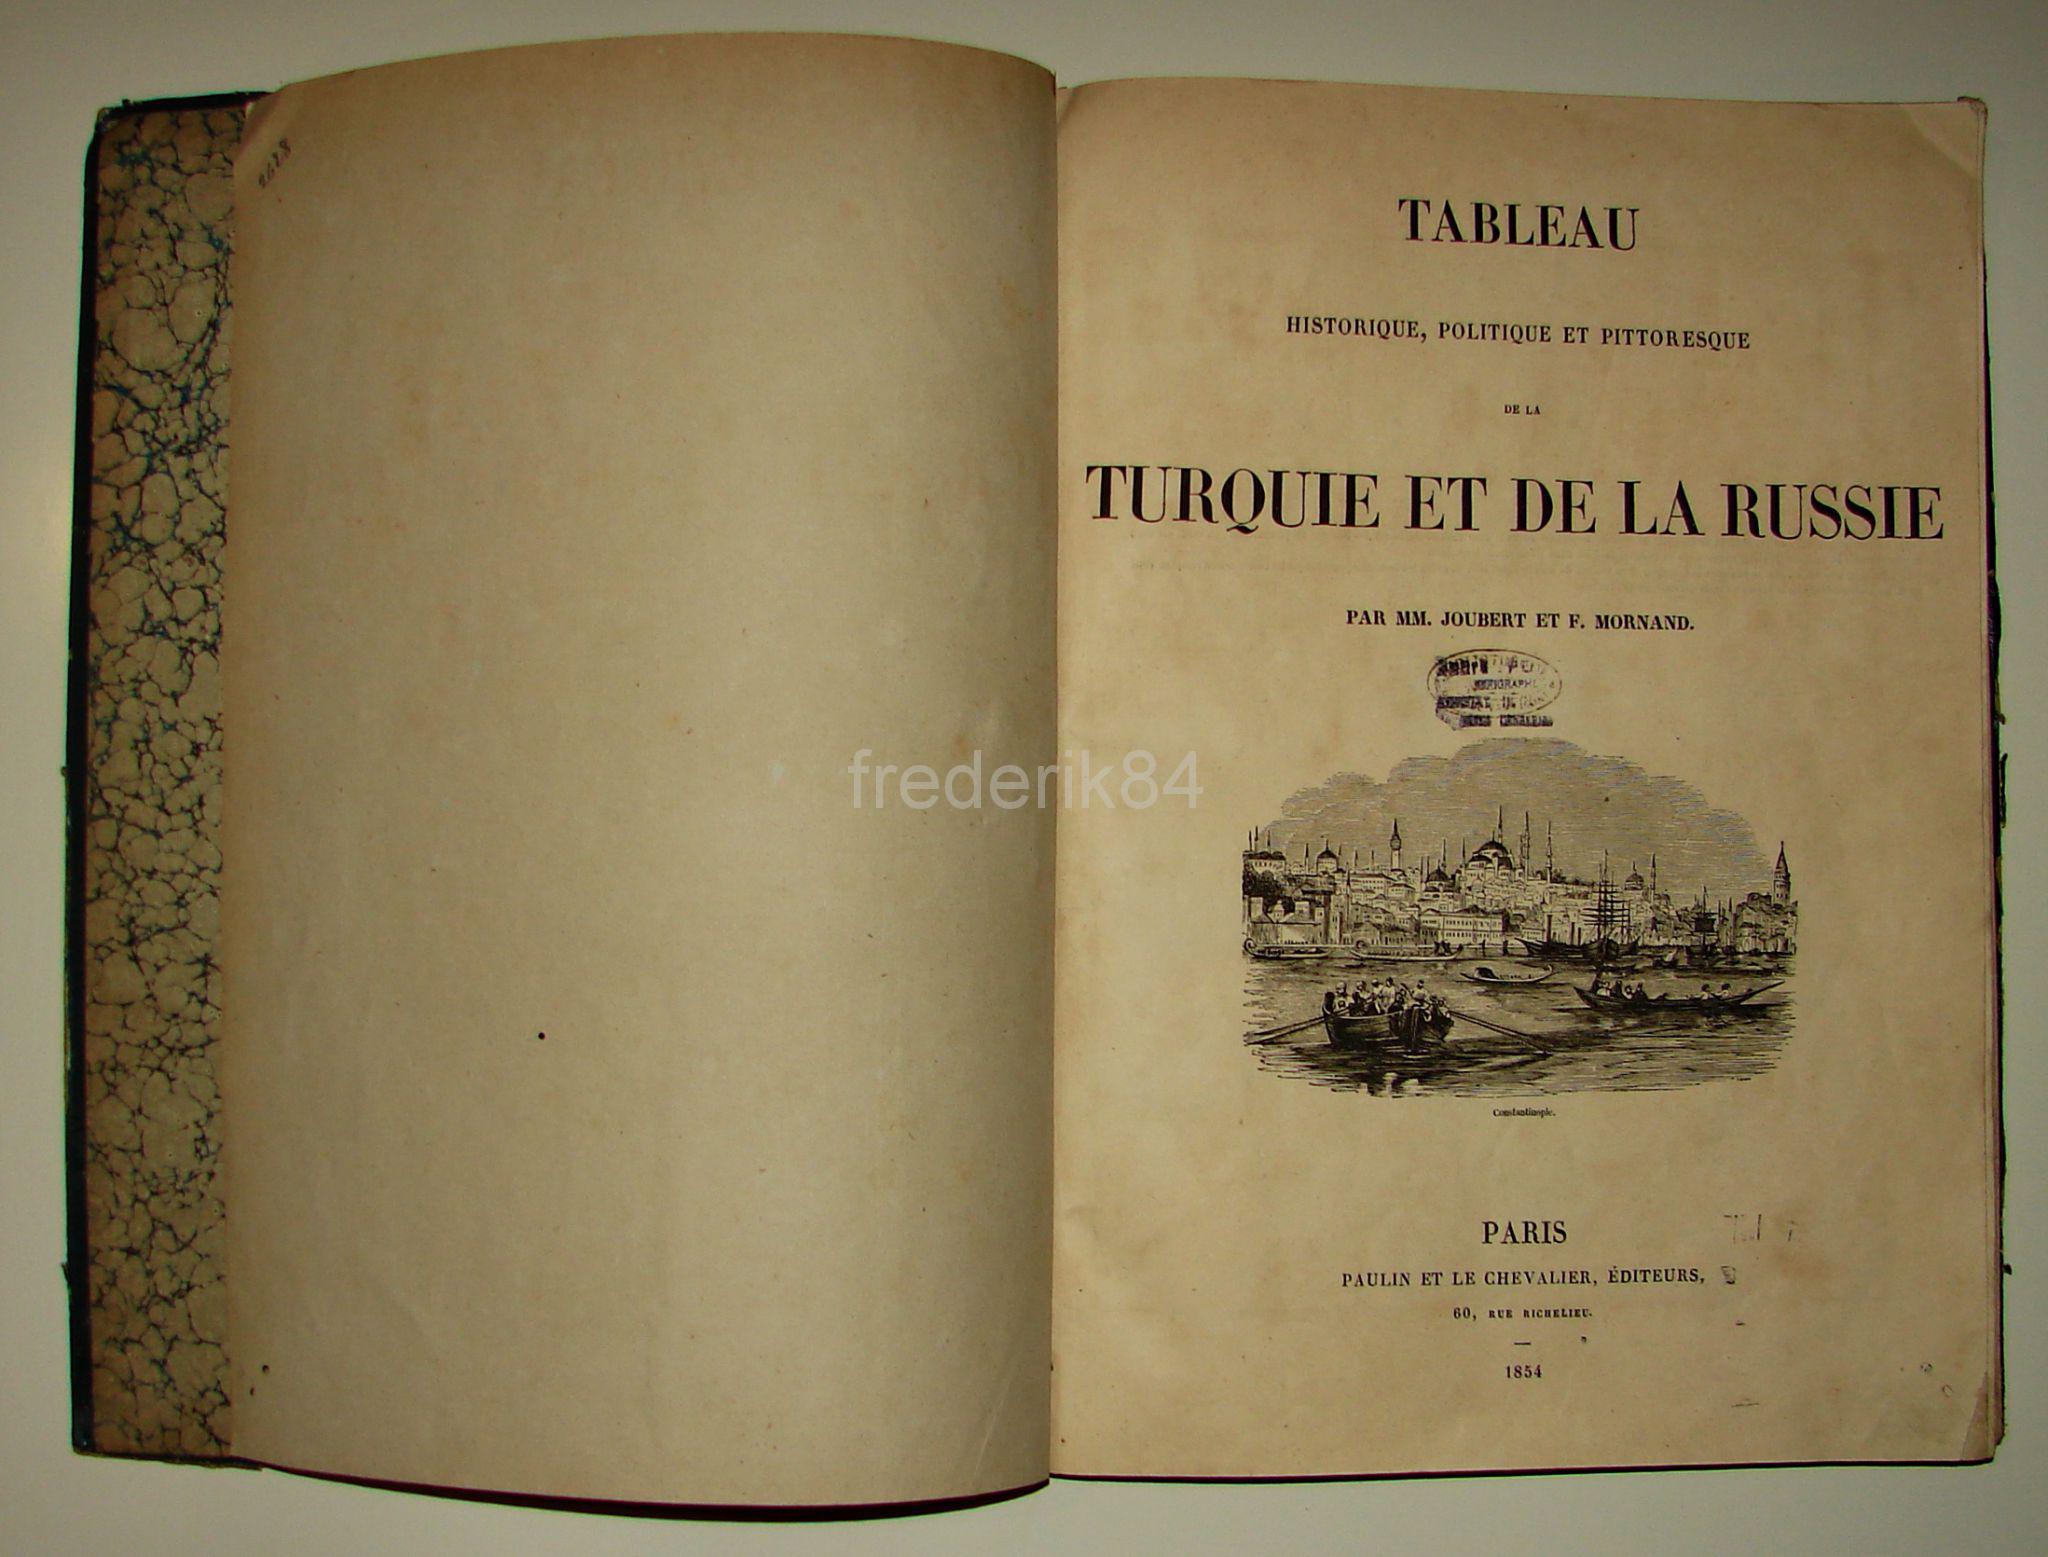 2628
TABLEAU
HISTORIQUE, POLITIQUE ET PITTORESQUE
DE LA
TURQUIE ET DE LA RUSSIE
PAR MM. JOUBERT ET F. MORNAND.
frederik84
Constantinople.
PARIS
PAULIN ET LE CHEVALIER, ÉDITEURS,
60, RUE RICHELIEU.
1854